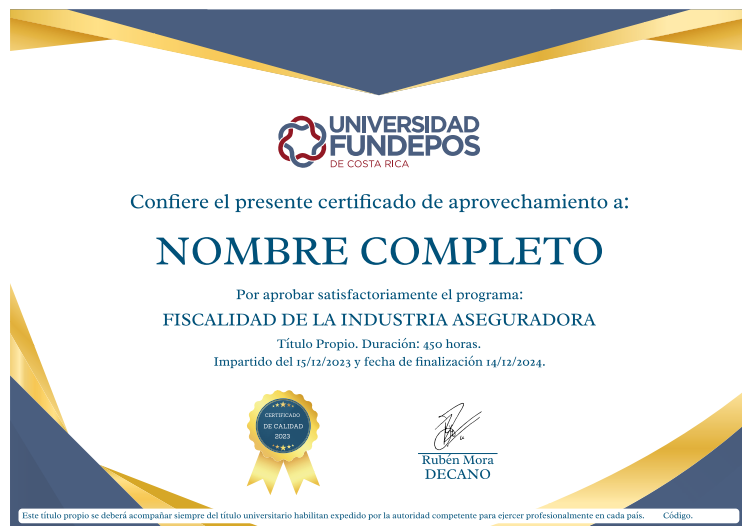 UNIVERSIDAD
FUNDEPOS
DE COSTA RICA
Confiere el presente certificado de aprovechamiento a:
NOMBRE COMPLETO
Por aprobar satisfactoriamente el programa:
FISCALIDAD DE LA INDUSTRIA ASEGURADORA
Título Propio. Duración: 450 horas.
Impartido del 15/12/2023 y fecha de finalización 14/12/2024.
CERTIFICADO
DE CALIDAD
2023
Rubén Mora
DECANO
Este título propio se deberá acompañar siempre del título universitario habilitan expedido por la autoridad competente para ejercer profesionalmente en cada país. Código.